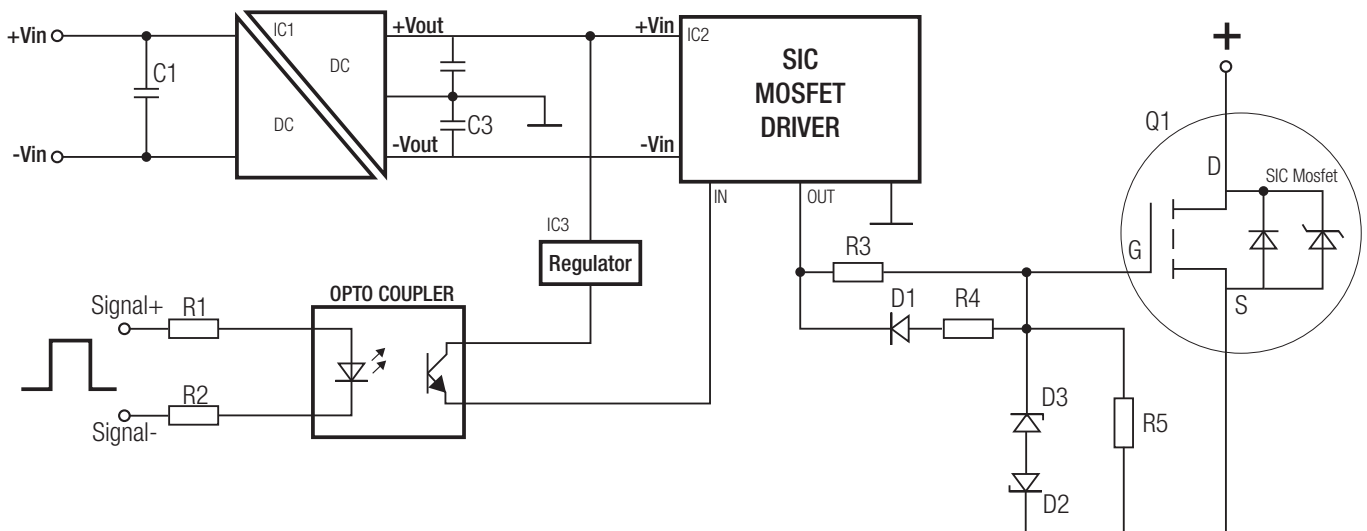 +Vin
C1
-Vin
IC1
DC
DC
+Vout
C3
-Vout
+Vin
IC2
SIC
MOSFET
DRIVER
-Vin
IN
OUT
+
Q1
D
SIC Mosfet
G
S
IC3
Regulator
R3
D1
R4
OPTO COUPLER
Signal+
R1
R2
Signal-
D3
R5
D2